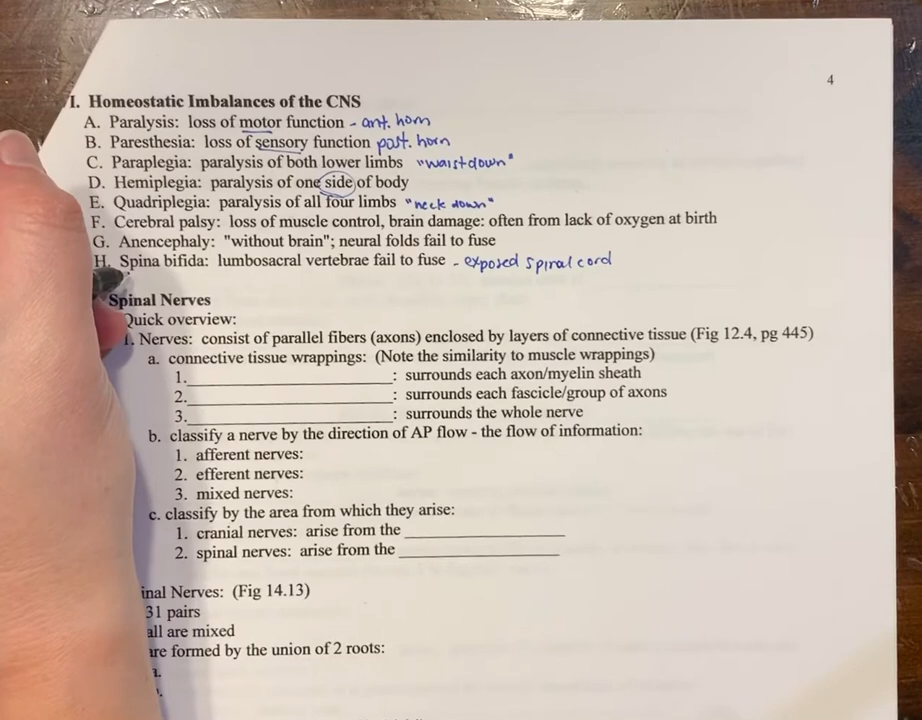 4
I. Homeostatic Imbalances of the CNS
A. Paralysis: loss of motor function - ant. horn
B. Paresthesia: loss of sensory function post. horn
C. Paraplegia: paralysis of both lower limbs "waist down"
D. Hemiplegia: paralysis of one side of body
E. Quadriplegia: paralysis of all four limbs "neck down"
F. Cerebral palsy: loss of muscle control, brain damage: often from lack of oxygen at birth
G. Anencephaly: "without brain"; neural folds fail to fuse
H. Spina bifida: lumbosacral vertebrae fail to fuse - exposed spinal cord
Spinal Nerves
Quick overview:
1. Nerves: consist of parallel fibers (axons) enclosed by layers of connective tissue (Fig 12.4, pg 445)
a. connective tissue wrappings: (Note the similarity to muscle wrappings)
1.____________________: surrounds each axon/myelin sheath
2.____________________: surrounds each fascicle/group of axons
3.____________________: surrounds the whole nerve
b. classify a nerve by the direction of AP flow - the flow of information:
1. afferent nerves:
2. efferent nerves:
3. mixed nerves:
c. classify by the area from which they arise:
1. cranial nerves: arise from the ________________
2. spinal nerves: arise from the ________________
inal Nerves: (Fig 14.13)
31 pairs
all are mixed
are formed by the union of 2 roots:
a.